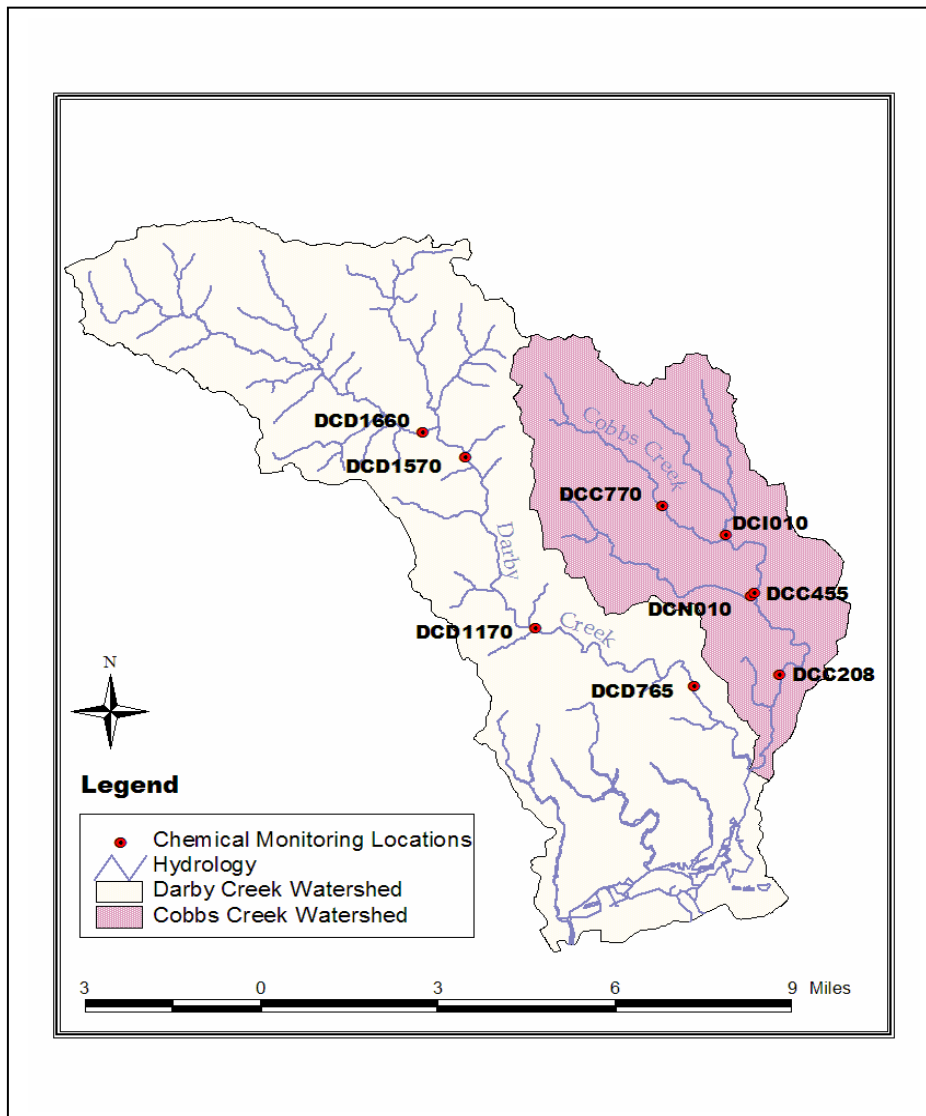 Cobbs Creek
DCD1660
DCD1570
DCC770
DCI010
Darby
Creek
DCC455
DCN010
DCD1170
DCC208
DCD765
N
Legend
Chemical Monitoring Locations
Hydrology
Darby Creek Watershed
Cobbs Creek Watershed
3 0 3 6 9 Miles